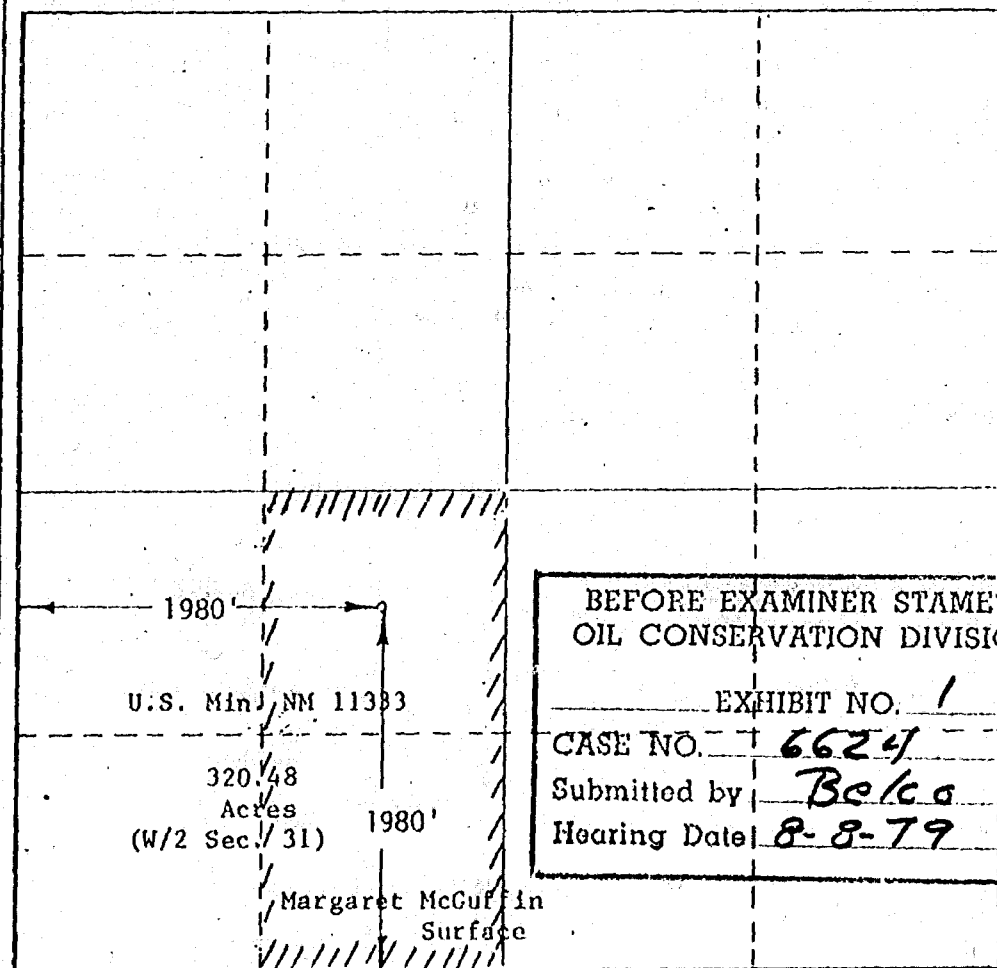 1980'
U.S. Min. NM 11383
320.48
Acres
(W/2 Sec. 31)
1980'
Margaret McGuffin
Surface
BEFORE EXAMINER STAME
OIL CONSERVATION DIVISI
EXHIBIT NO. 1
CASE NO. 6624
Submitted by Belco
Hearing Date 8-8-79